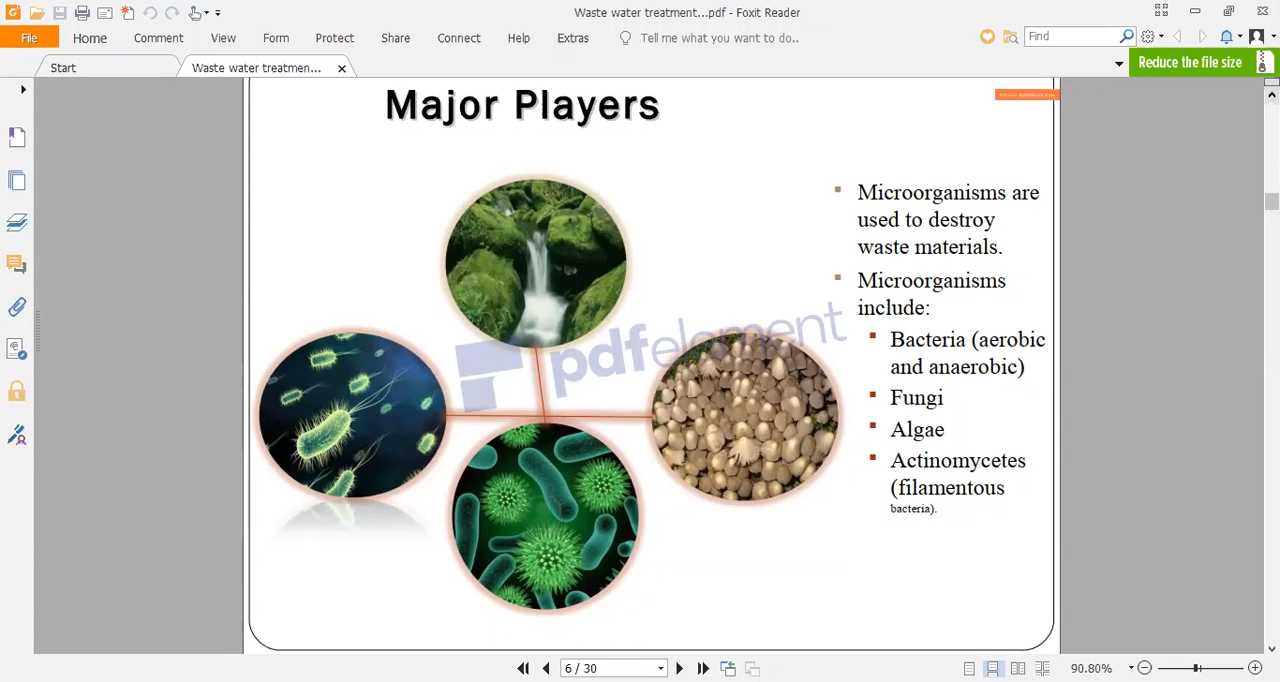 Waste water treatment...pdf - Foxit Reader
File Home Comment View Form Protect Share Connect Help Extras Tell me what you want to do.. Find
Start Waste water treatmen... Reduce the file size
Major Players
Microorganisms are
used to destroy
waste materials.
Microorganisms
include:
Bacteria (aerobic
and anaerobic)
Fungi
Algae
Actinomycetes
(filamentous
bacteria).
pdfelement
6 / 30 90.80%